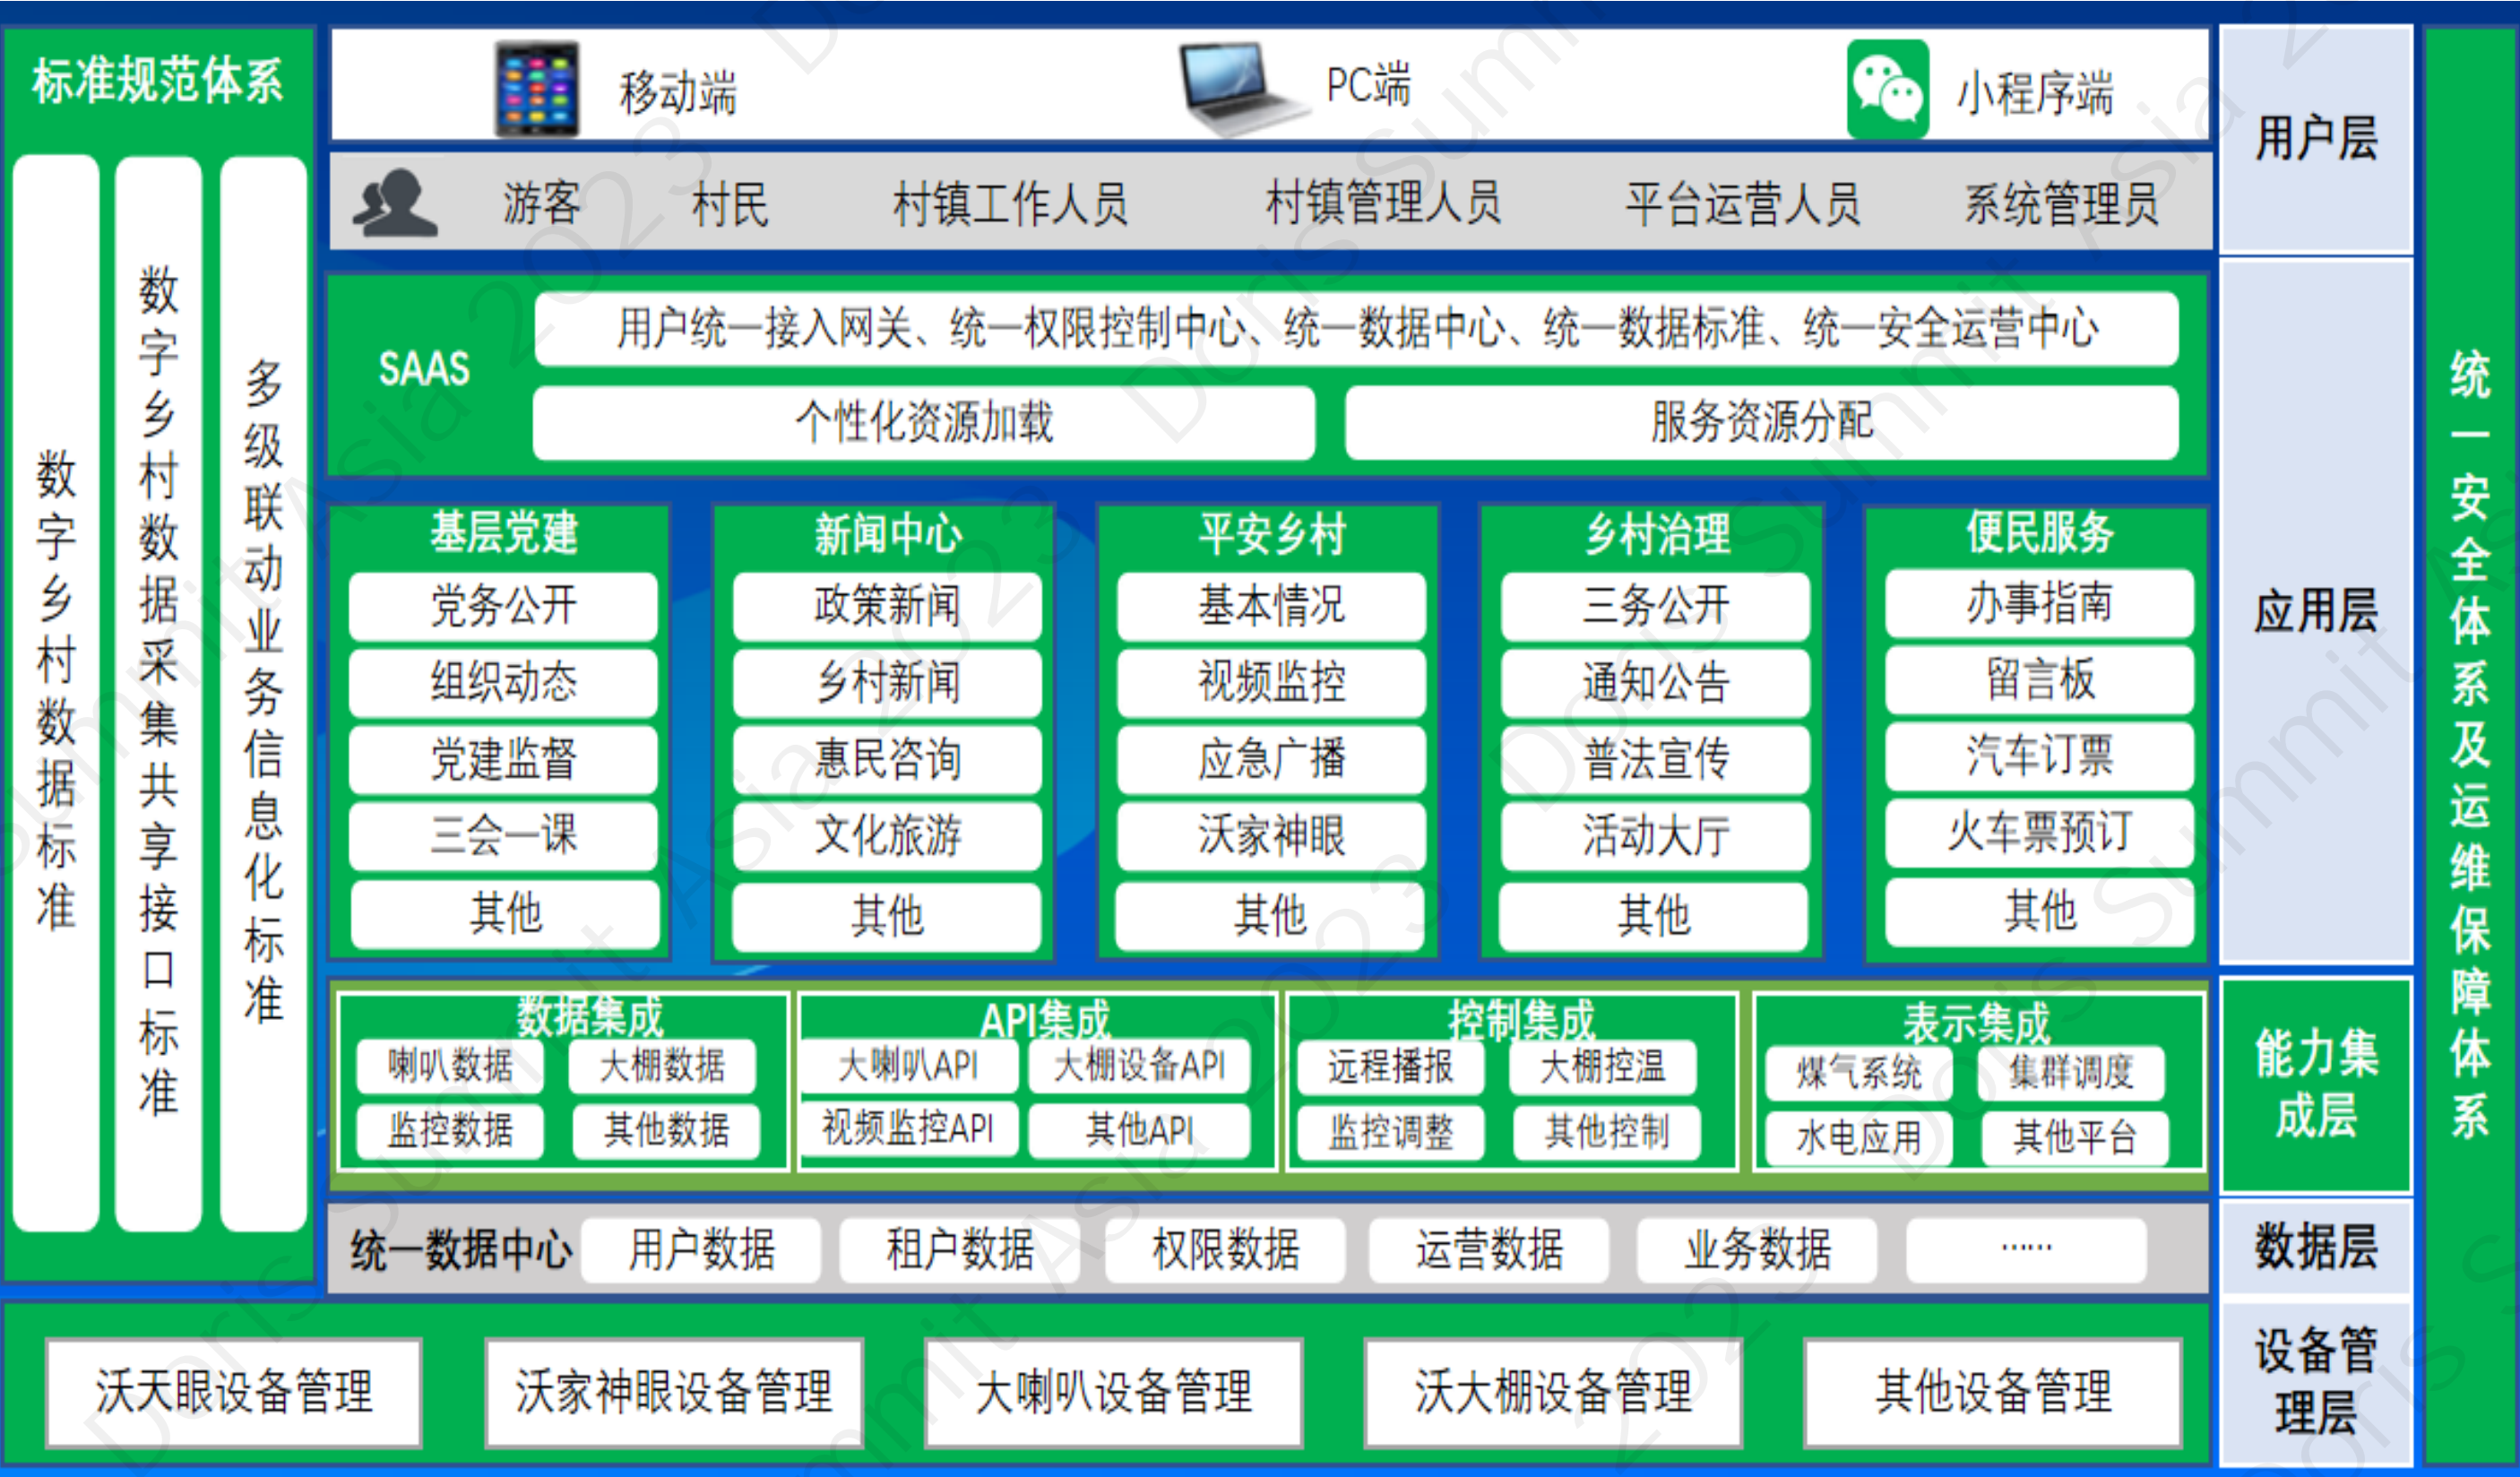 标准规范体系
数字乡村数据标准
数字乡村数据采集共享接口标准
多级联动业务信息化标准
移动端
PC端
小程序端
用户层
游客
村民
村镇工作人员
村镇管理人员
平台运营人员
系统管理员
SAAS
用户统一接入网关、统一权限控制中心、统一数据中心、统一数据标准、统一安全运营中心
个性化资源加载
服务资源分配
应用层
基层党建
党务公开
组织动态
党建监督
三会一课
其他
新闻中心
政策新闻
乡村新闻
惠民咨询
文化旅游
其他
平安乡村
基本情况
视频监控
应急广播
沃家神眼
其他
乡村治理
三务公开
通知公告
普法宣传
活动大厅
其他
便民服务
办事指南
留言板
汽车订票
火车票预订
其他
数据集成
喇叭数据
大棚数据
监控数据
其他数据
API集成
大喇叭API
大棚设备API
视频监控API
其他API
控制集成
远程播报
大棚控温
监控调整
其他控制
表示集成
煤气系统
集群调度
水电应用
其他平台
能力集
成层
统一数据中心
用户数据
租户数据
权限数据
运营数据
业务数据
……
数据层
沃天眼设备管理
沃家神眼设备管理
大喇叭设备管理
沃大棚设备管理
其他设备管理
设备管
理层
统一安全体系及运维保障体系
Doris Summit Asia 2023